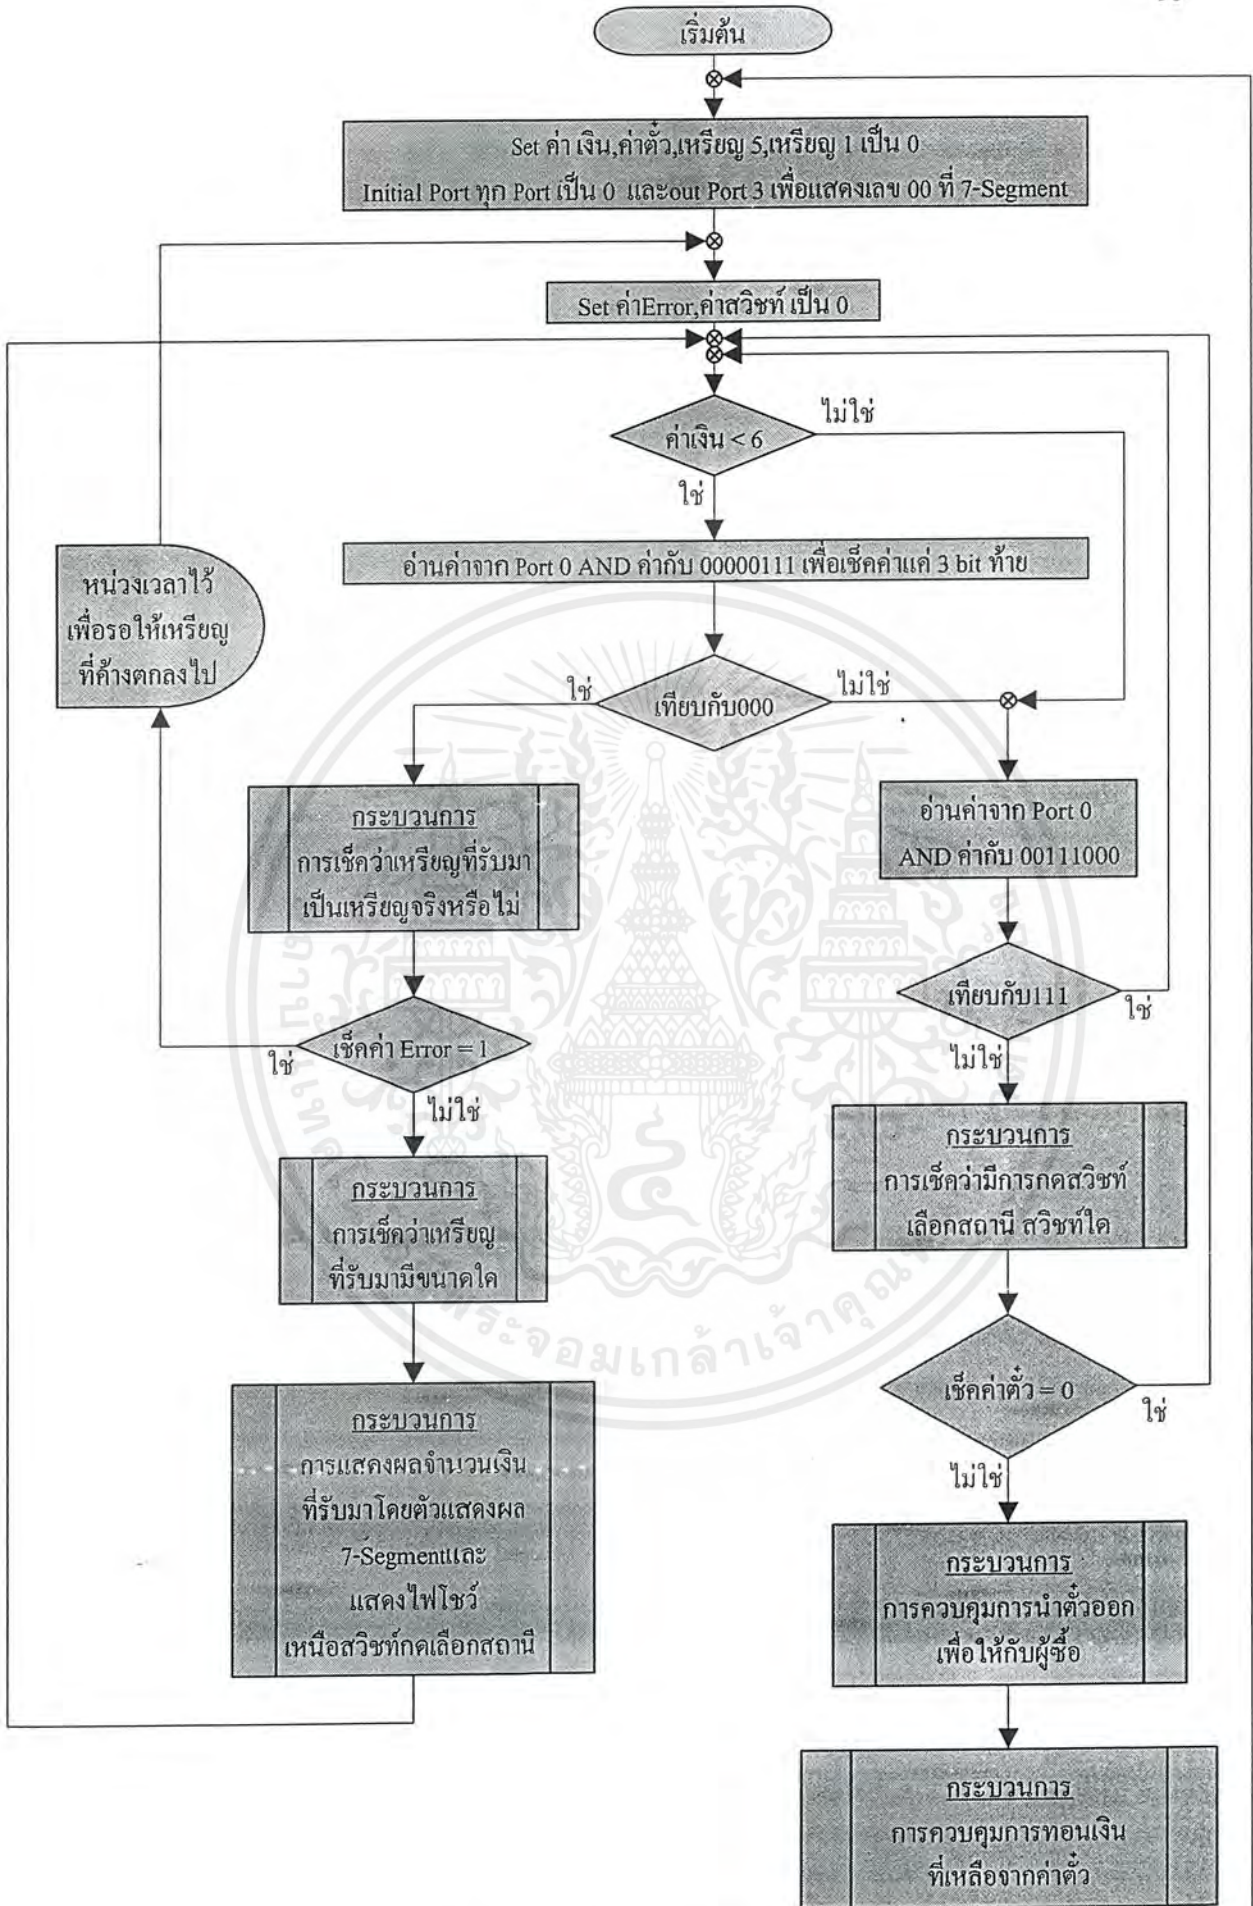 เริ่มต้น
Set ค่า เงิน,ค่าตั๋ว,เหรียญ 5,เหรียญ 1 เป็น 0
Initial Port ทุก Port เป็น 0 และout Port 3 เพื่อแสดงเลข 00 ที่ 7-Segment
Set ค่าError,ค่าสวิชท์ เป็น 0
ค่าเงิน < 6
ไม่ใช่
ใช่
อ่านค่าจาก Port 0 AND ค่ากับ 00000111 เพื่อเช็คค่าแค่ 3 bit ท้าย
หน่วงเวลาไว้
เพื่อรอให้เหรียญ
ที่ค้างตกลงไป
เทียบกับ000
ใช่
ไม่ใช่
กระบวนการ
การเช็คว่าเหรียญที่รับมา
เป็นเหรียญจริงหรือไม่
อ่านค่าจาก Port 0
AND ค่ากับ 00111000
เช็คค่า Error = 1
ใช่
ไม่ใช่
เทียบกับ111
ใช่
ไม่ใช่
กระบวนการ
การเช็คว่าเหรียญ
ที่รับมามีขนาดใด
กระบวนการ
การเช็คว่ามีการกดสวิชท์
เลือกสถานี สวิชท์ใด
เช็คค่าตั๋ว = 0
ใช่
ไม่ใช่
กระบวนการ
การแสดงผลจำนวนเงิน
ที่รับมาโดยตัวแสดงผล
7-Segmentและ
แสดงไฟโชว์
เหนือสวิชท์กดเลือกสถานี
กระบวนการ
การควบคุมการนำตั๋วออก
เพื่อให้กับผู้ซื้อ
กระบวนการ
การควบคุมการทอนเงิน
ที่เหลือจากค่าตั๋ว
พระจอมเกล้าเจ้าคุณ